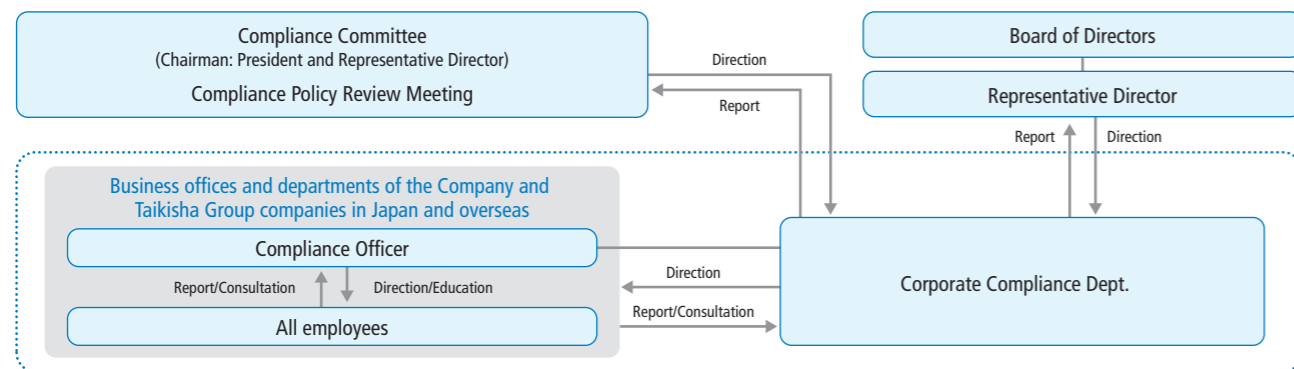 Compliance Committee
(Chairman: President and Representative Director)
Compliance Policy Review Meeting
Direction
Report
Board of Directors
Representative Director
Report
Direction
Business offices and departments of the Company and
Taikisha Group companies in Japan and overseas
Compliance Officer
Report/Consultation
Direction/Education
All employees
Direction
Report/Consultation
Corporate Compliance Dept.